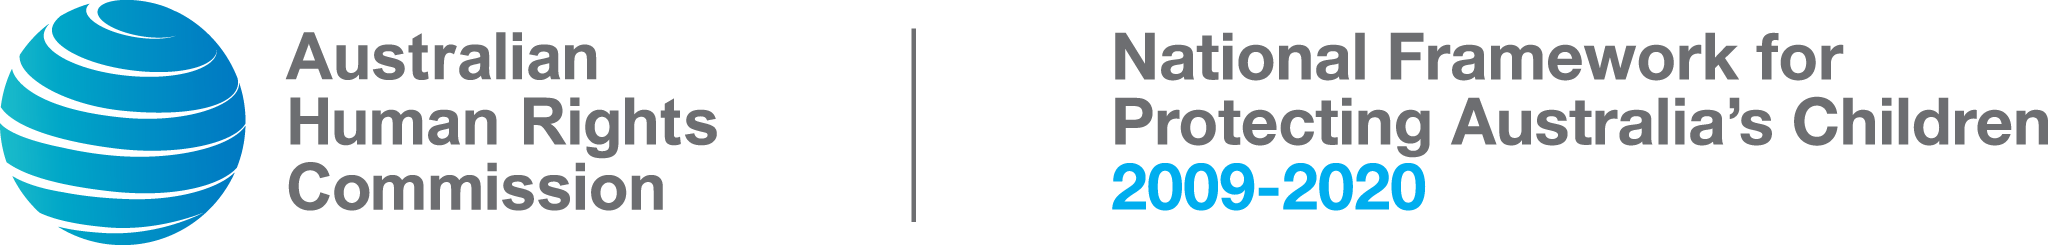 Australian
Human Rights
Commission
National Framework for
Protecting Australia's Children
2009-2020